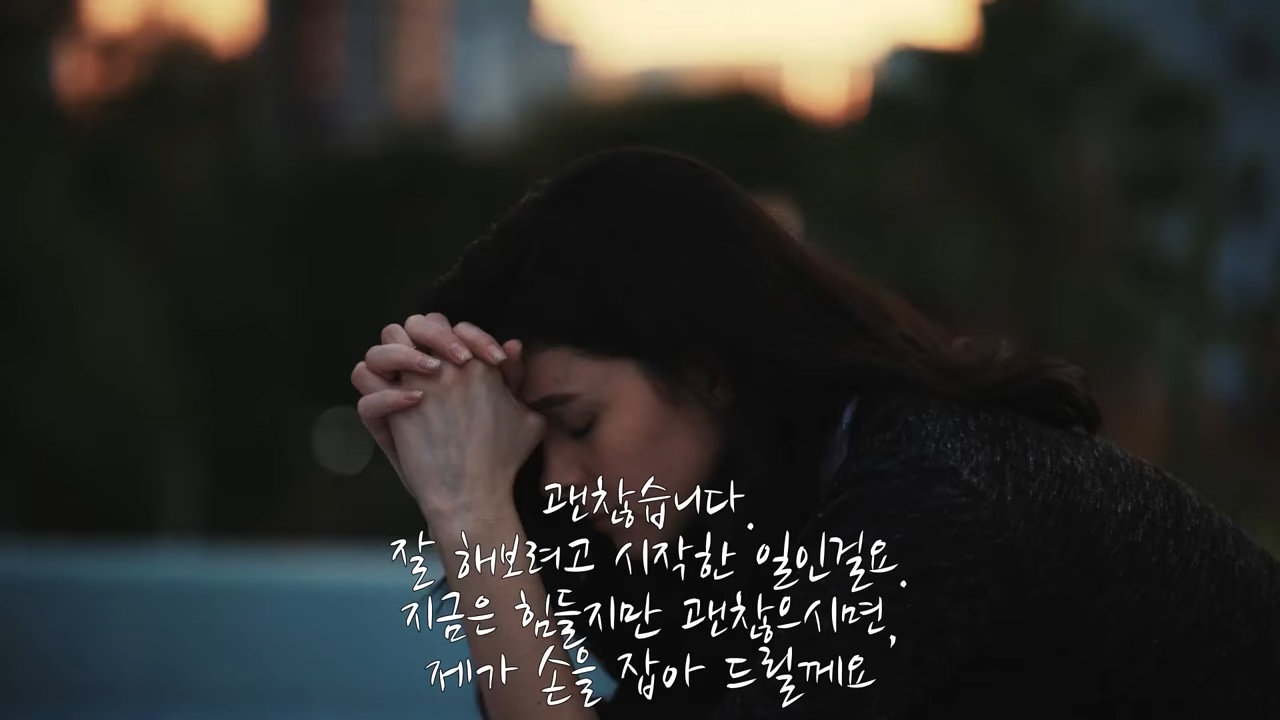 괜찮습니다.
잘 해보려고 시작한 일인걸요.
지금은 힘들지만 괜찮으시면,
제가 손을 잡아 드릴께요